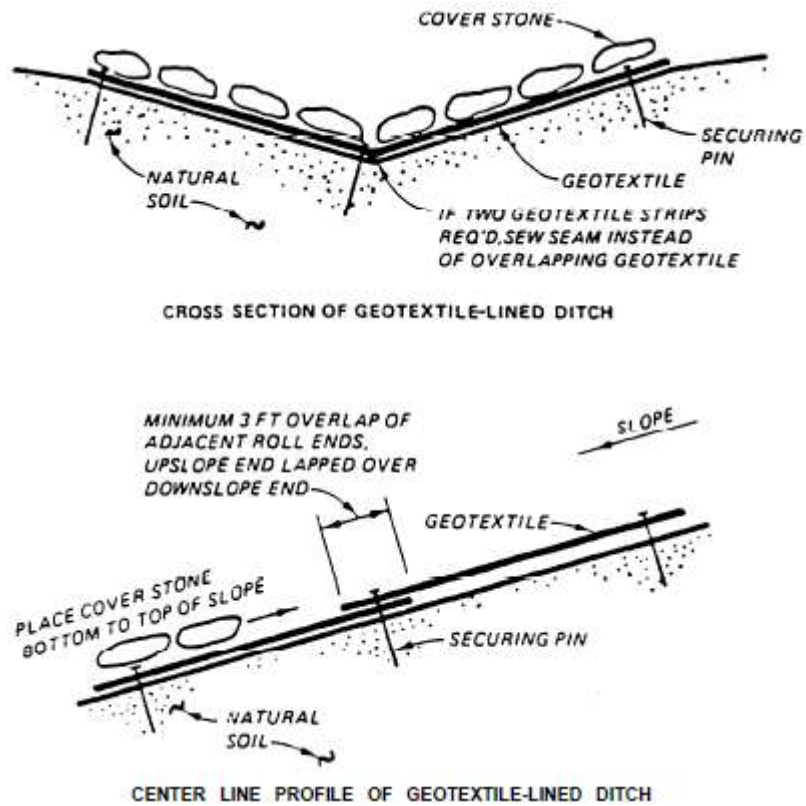 COVER STONE
SECURING
PIN
NATURAL
SOIL
GEOTEXTILE
IF TWO GEOTEXTILE STRIPS
REQ'D, SEW SEAM INSTEAD
OF OVERLAPPING GEOTEXTILE
CROSS SECTION OF GEOTEXTILE-LINED DITCH
MINIMUM 3 FT OVERLAP OF
ADJACENT ROLL ENDS,
UPSLOPE END LAPPED OVER
DOWNSLOPE END
SLOPE
GEOTEXTILE
PLACE COVER STONE
BOTTOM TO TOP OF SLOPE
SECURING PIN
NATURAL
SOIL
CENTER LINE PROFILE OF GEOTEXTILE-LINED DITCH